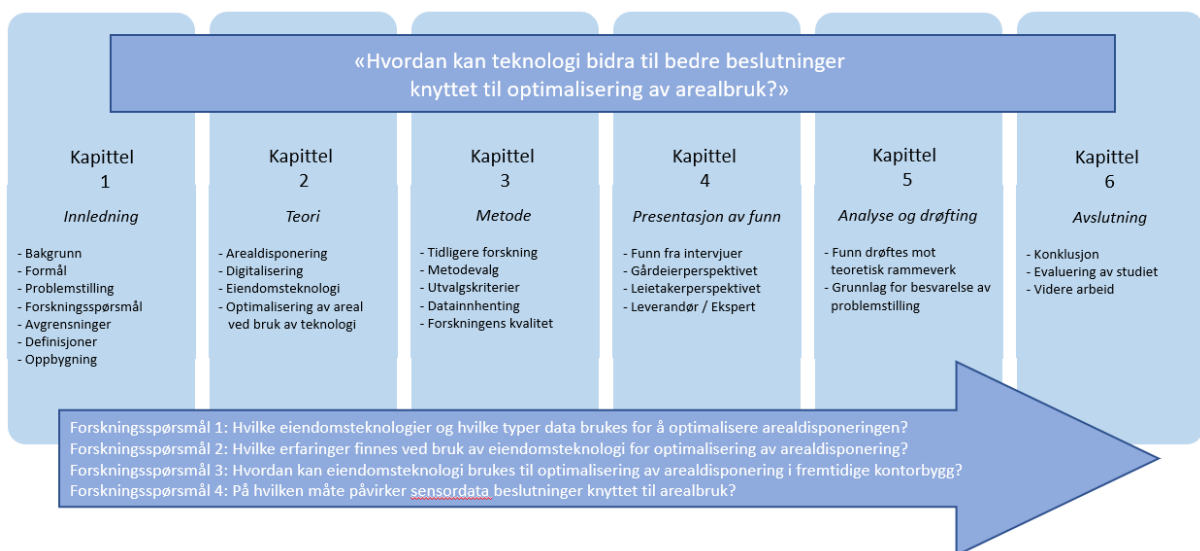 «Hvordan kan teknologi bidra til bedre beslutninger
knyttet til optimalisering av arealbruk?»
Kapittel
1
Innledning
- Bakgrunn
- Formål
- Problemstilling
- Forskningsspørsmål
- Avgrensninger
- Definisjoner
- Oppbygning
Kapittel
2
Teori
- Arealdisponering
- Digitalisering
- Eiendomsteknologi
- Optimalisering av areal
ved bruk av teknologi
Kapittel
3
Metode
- Tidligere forskning
- Metodevalg
- Utvalgskriterier
- Datainnhenting
- Forskningens kvalitet
Kapittel
4
Presentasjon av funn
- Funn fra intervjuer
- Gårdeierperspektivet
- Leietakerperspektivet
- Leverandør / Ekspert
Kapittel
5
Analyse og drøfting
- Funn drøftes mot
teoretisk rammeverk
- Grunnlag for besvarelse av
problemstilling
Kapittel
6
Avslutning
- Konklusjon
- Evaluering av studiet
- Videre arbeid
Forskningsspørsmål 1: Hvilke eiendomsteknologier og hvilke typer data brukes for å optimalisere arealdisponeringen?
Forskningsspørsmål 2: Hvilke erfaringer finnes ved bruk av eiendomsteknologi for optimalisering av arealdisponering?
Forskningsspørsmål 3: Hvordan kan eiendomsteknologi brukes til optimalisering av arealdisponering i fremtidige kontorbygg?
Forskningsspørsmål 4: På hvilken måte påvirker sensordata beslutninger knyttet til arealbruk?